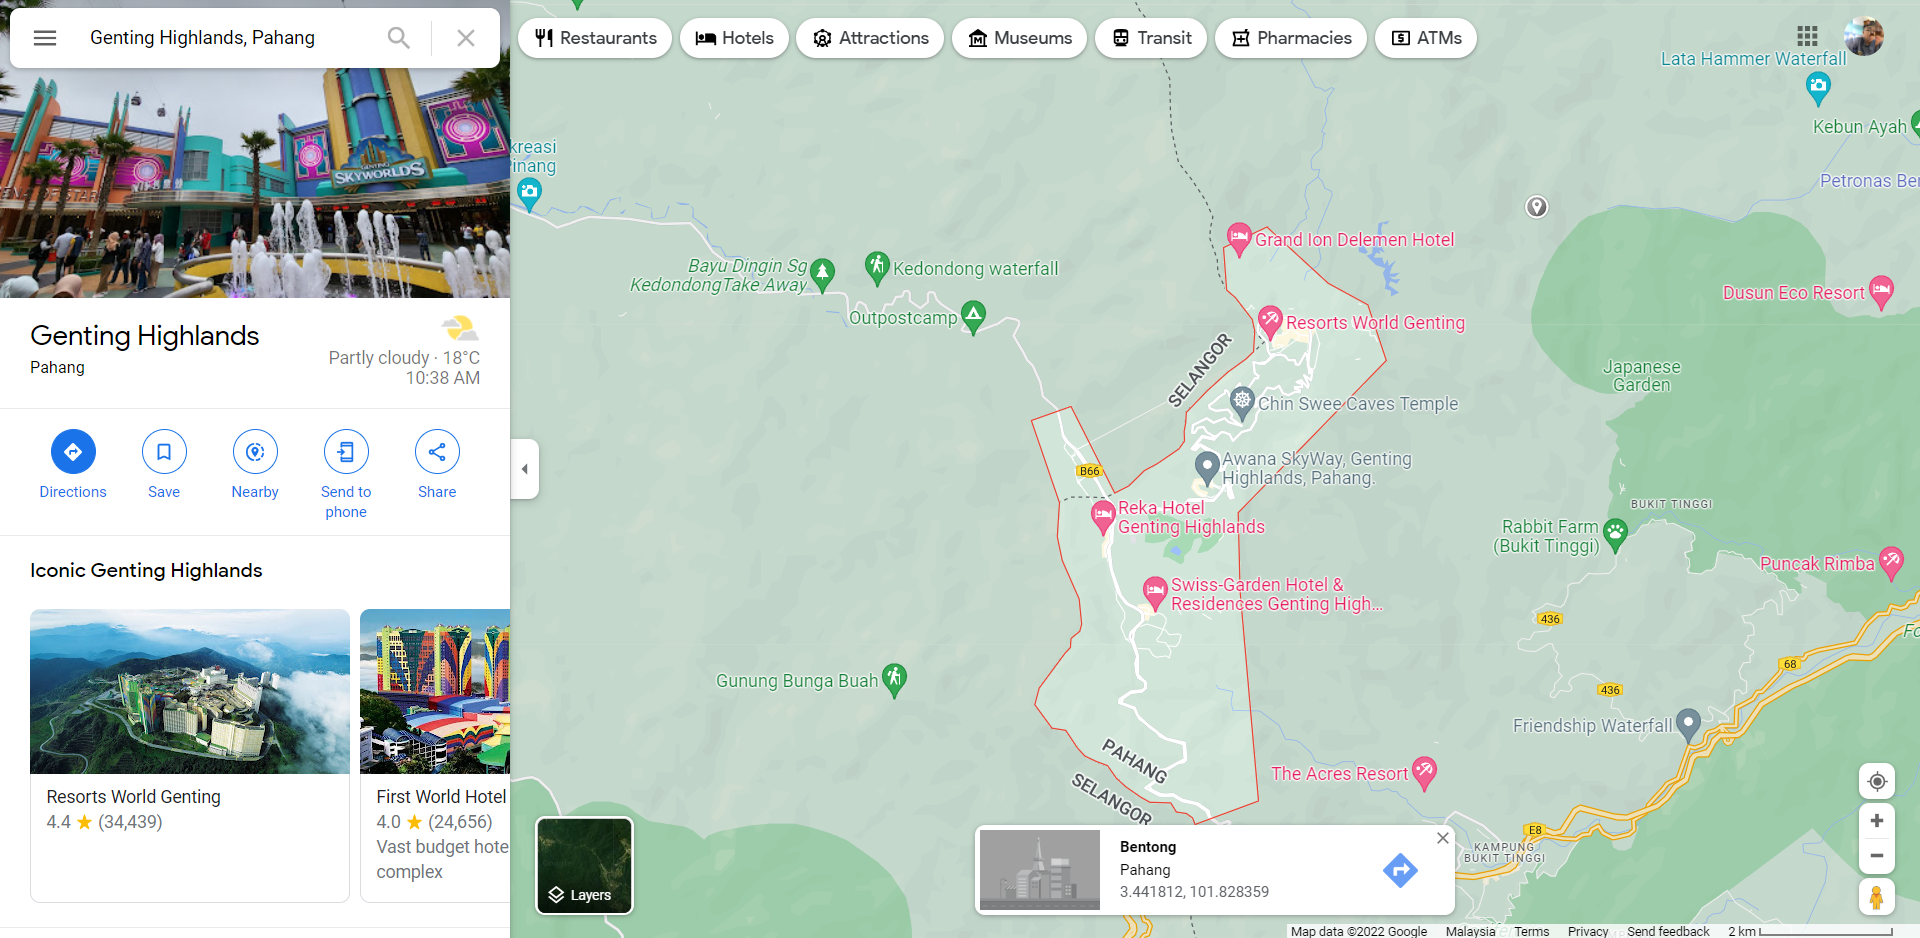 Genting Highlands, Pahang
Restaurants
Hotels
Attractions
Museums
Transit
Pharmacies
ATMs
GENTING
SKYWORLDS
Genting Highlands
Pahang
Partly cloudy · 18°C
10:38 AM
Directions
Save
Nearby
Send to
phone
Share
Iconic Genting Highlands
Resorts World Genting
4.4 ★ (34,439)
First World Hotel
4.0 ★ (24,656)
Vast budget hote
complex
Layers
kreasi
Pinang
Bayu Dingin Sg
KedondongTake Away
Kedondong waterfall
Outpostcamp
Gunung Bunga Buah
Grand Ion Delemen Hotel
Resorts World Genting
SELANGOR
Chin Swee Caves Temple
Awana SkyWay, Genting
Highlands, Pahang.
B66
Reka Hotel
Genting Highlands
Swiss-Garden Hotel &
Residences Genting High...
PAHANG
SELANGOR
The Acres Resort
Lata Hammer Waterfall
Kebun Ayah
Petronas Ber
Dusun Eco Resort
Japanese
Garden
BUKIT TINGGI
Rabbit Farm
(Bukit Tinggi)
Puncak Rimba
436
68
436
Fo
Friendship Waterfall
E8
KAMPUNG
BUKIT TINGGI
Bentong
Pahang
3.441812, 101.828359
Map data ©2022 Google
Malaysia
Terms
Privacy
Send feedback
2 km